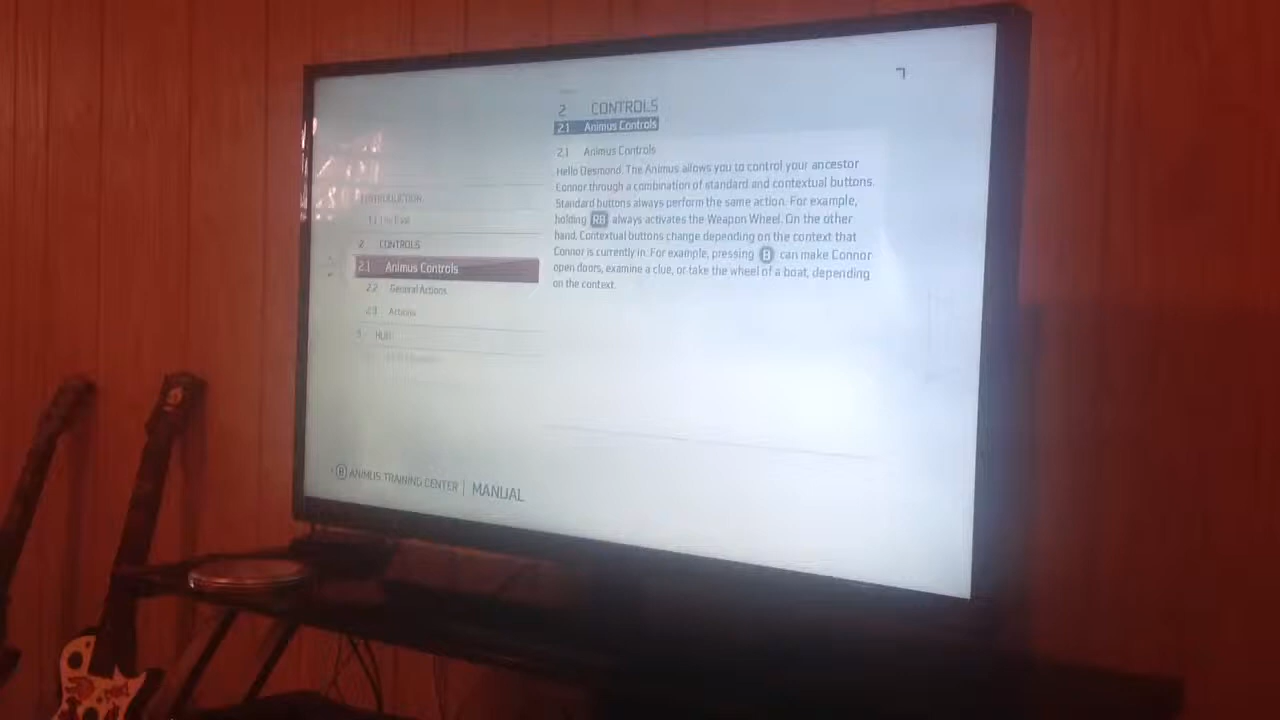 1 INTRODUCTION
2 CONTROLS
2.1 Animus Controls
2.2 General Actions
2.3 Actions
3 HUD
2 CONTROLS
2.1 Animus Controls
2.1 Animus Controls
Hello Desmond. The Animus allows you to control your ancestor
Connor through a combination of standard and contextual buttons.
Standard buttons always perform the same action. For example,
holding RB always activates the Weapon Wheel. On the other
hand, Contextual buttons change depending on the context that
Connor is currently in. For example, pressing B can make Connor
open doors, examine a clue, or take the wheel of a boat, depending
on the context.
B ANIMUS TRAINING CENTER | MANUAL